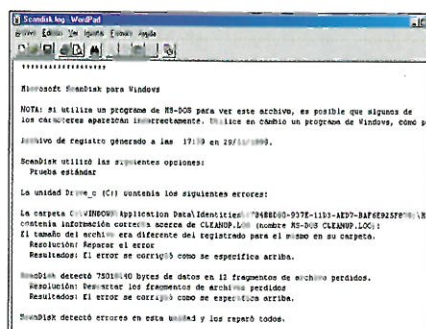 Scandisk.log - WordPad
Edición Ver Ayuda
******************
Microsoft ScanDisk para Windows
NOTA: si utiliza un programa de MS-DOS para ver este archivo, es posible que algunos de
los caracteres aparezcan incorrectamente. Utilice en cambio un programa de Windows, como
Archivo de registro generado a las en
ScanDisk utilizó las siguientes opciones:
Prueba estándar
La unidad Drive_c (C:) contenía los siguientes errores:
La carpeta C:\WINDOWS\Application Data\Identities\
contenía información correcta acerca de CLEANUP.LOG (nombre MS-DOS CLEANUP.LOG):
El tamaño del archivo era diferente del registrado para el mismo en su carpeta.
Resolución: Reparar el error
Resultados: El error se corrigió como se especifica arriba.
ScanDisk detectó bytes de datos en 12 fragmentos de archivo perdidos.
Resolución: Descartar los fragmentos de archivos perdidos
Resultados: El error se corrigió como se especifica arriba.
ScanDisk detectó errores en esta unidad y los reparó todos.